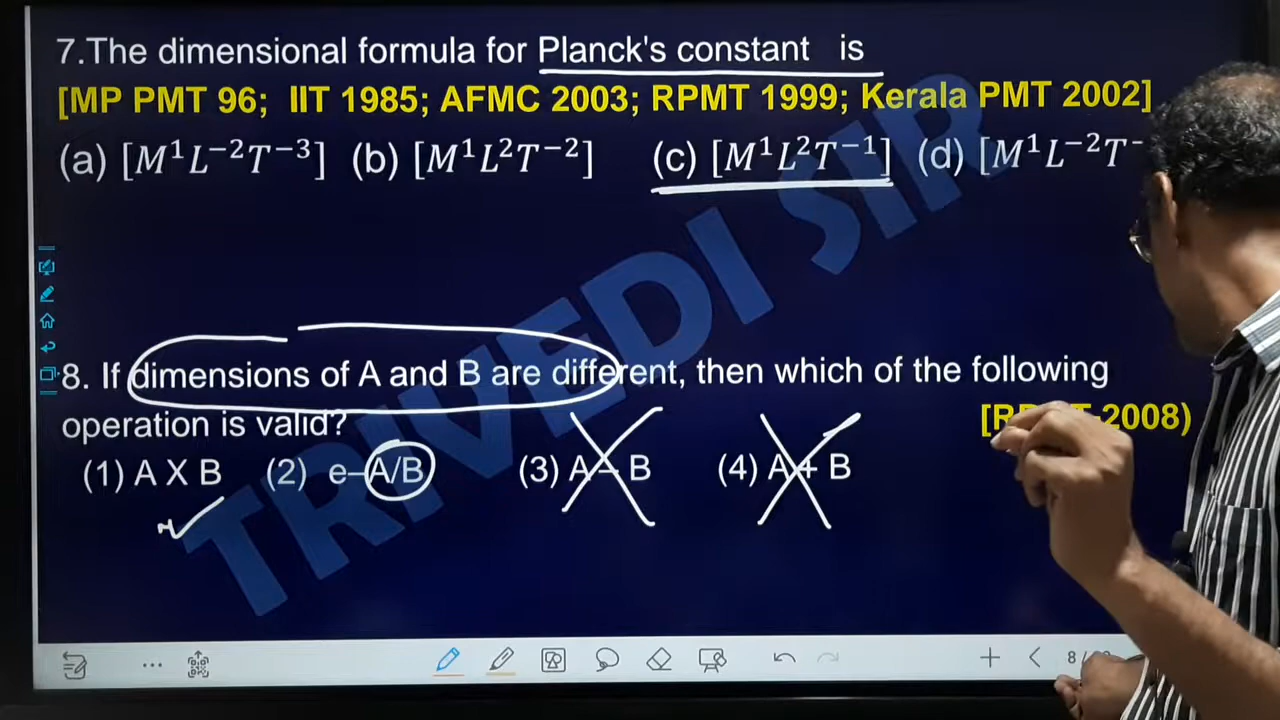 7.The dimensional formula for Planck's constant is
[MP PMT 96; IIT 1985; AFMC 2003; RPMT 1999; Kerala PMT 2002]
(a) [M¹L⁻²T⁻³] (b) [M¹L²T⁻²] (c) [M¹L²T⁻¹] (d) [M¹L⁻²T⁻
8. If dimensions of A and B are different, then which of the following
operation is valid? 2008)
(1) A X B (2) e–A/B (3) A – B (4) A + B
TRIVEDI SIR
8 /